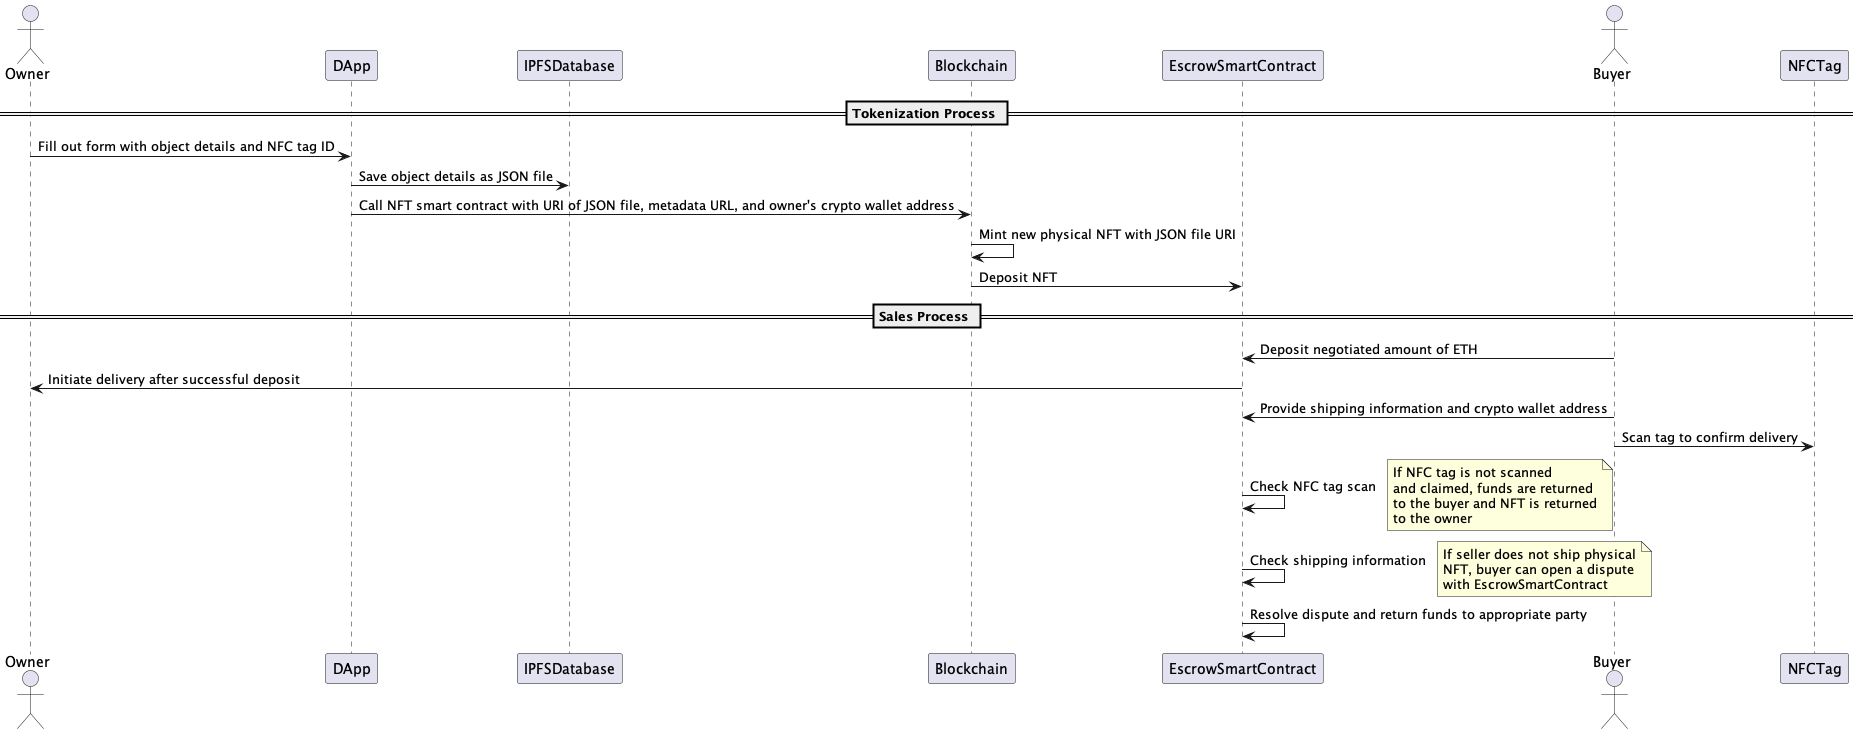 Owner
DApp
IPFSDatabase
Blockchain
EscrowSmartContract
Buyer
NFCTag
Tokenization Process
Fill out form with object details and NFC tag ID
Save object details as JSON file
Call NFT smart contract with URI of JSON file, metadata URL, and owner's crypto wallet address
Mint new physical NFT with JSON file URI
Deposit NFT
Sales Process
Deposit negotiated amount of ETH
Initiate delivery after successful deposit
Provide shipping information and crypto wallet address
Scan tag to confirm delivery
Check NFC tag scan
If NFC tag is not scanned
and claimed, funds are returned
to the buyer and NFT is returned
to the owner
Check shipping information
If seller does not ship physical
NFT, buyer can open a dispute
with EscrowSmartContract
Resolve dispute and return funds to appropriate party
Owner
DApp
IPFSDatabase
Blockchain
EscrowSmartContract
Buyer
NFCTag